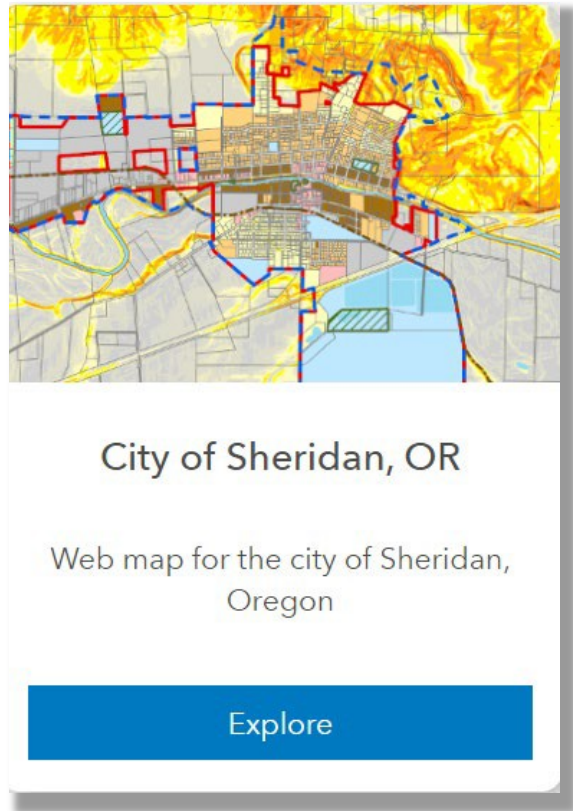 City of Sheridan, OR
Web map for the city of Sheridan,
Oregon
Explore